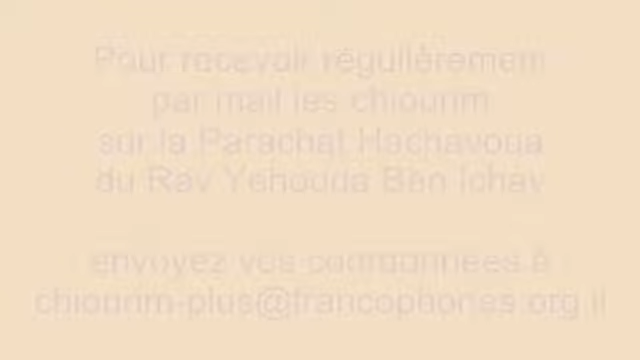 Pour recevoir régulièrement
par mail les chiourim
sur la Parachat Hachavoua
du Rav Yehouda Ben Ichay
envoyez vos coordonnées à
chiourim-plus@francophones.org.il